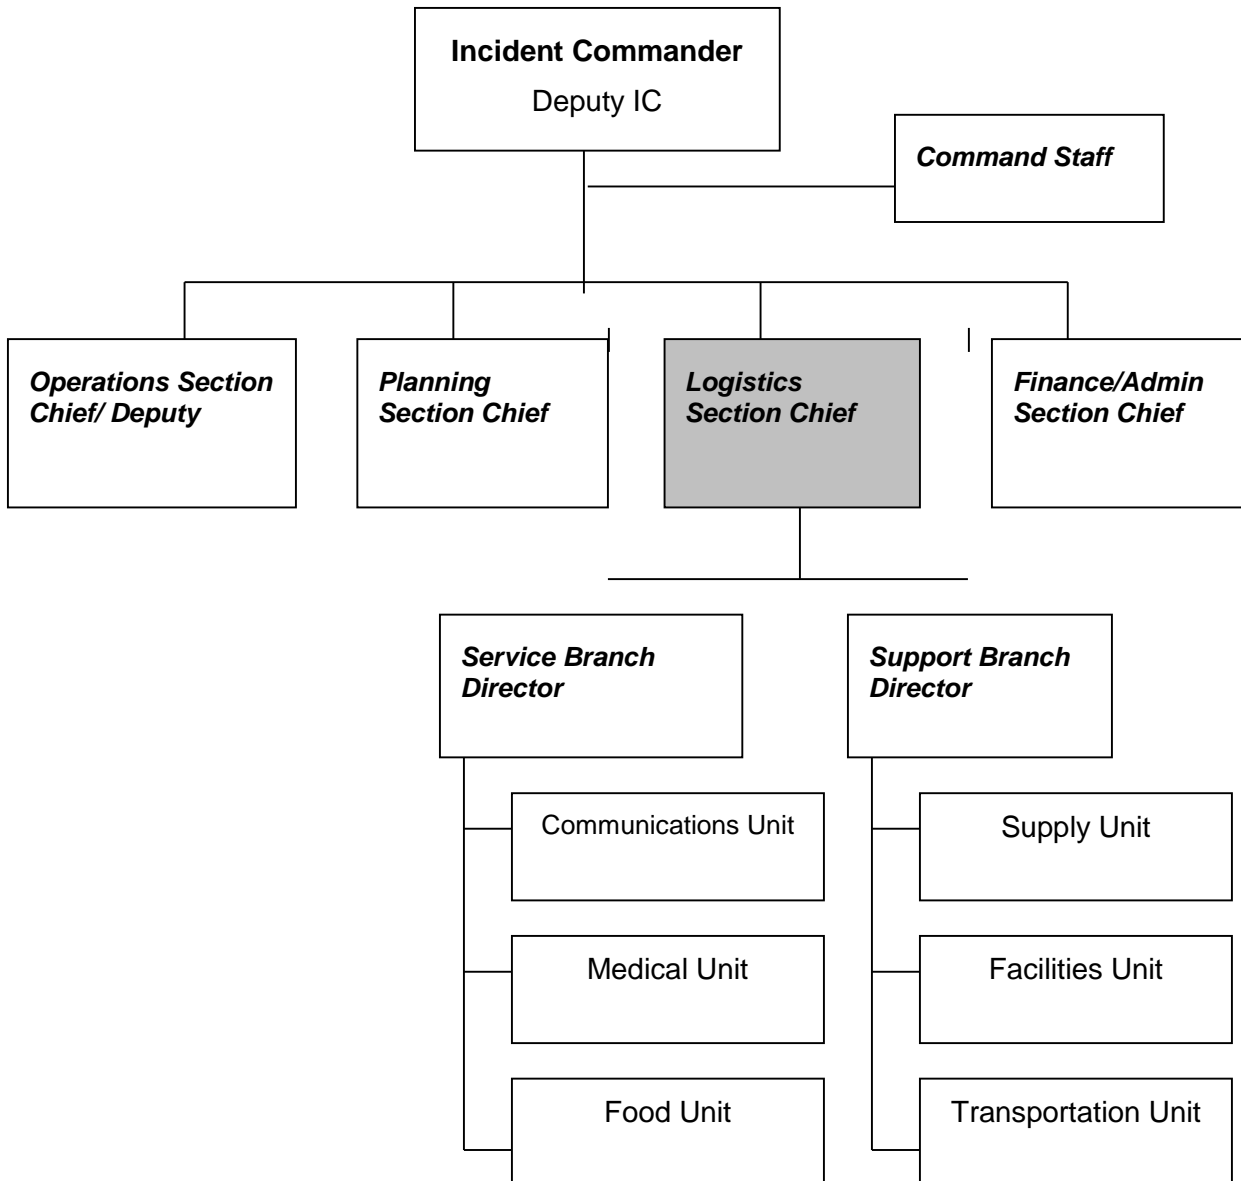 Incident Commander
Deputy IC
Command Staff
Operations Section
Chief/ Deputy
Planning
Section Chief
Logistics
Section Chief
Finance/Admin
Section Chief
Service Branch
Director
Support Branch
Director
Communications Unit
Supply Unit
Medical Unit
Facilities Unit
Food Unit
Transportation Unit